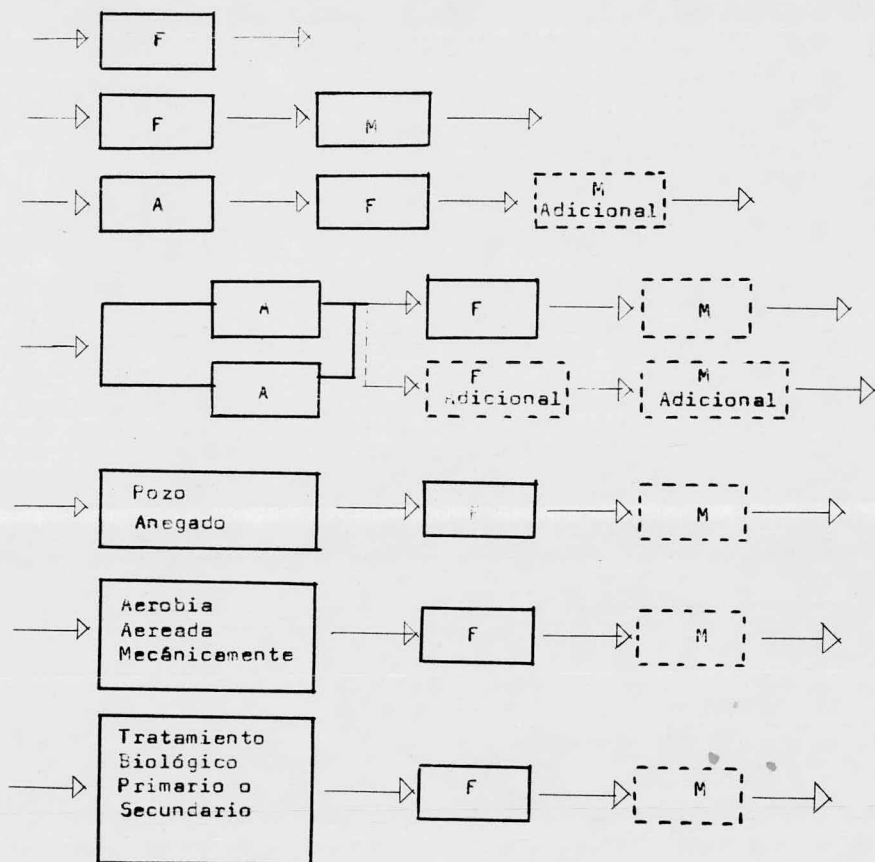 F
F
M
A
F
M
Adicional
A
F
M
A
F
Adicional
M
Adicional
Pozo
Anegado
F
M
Aerobia
Aereada
Mecánicamente
F
M
Tratamiento
Biológico
Primario o
Secundario
F
M